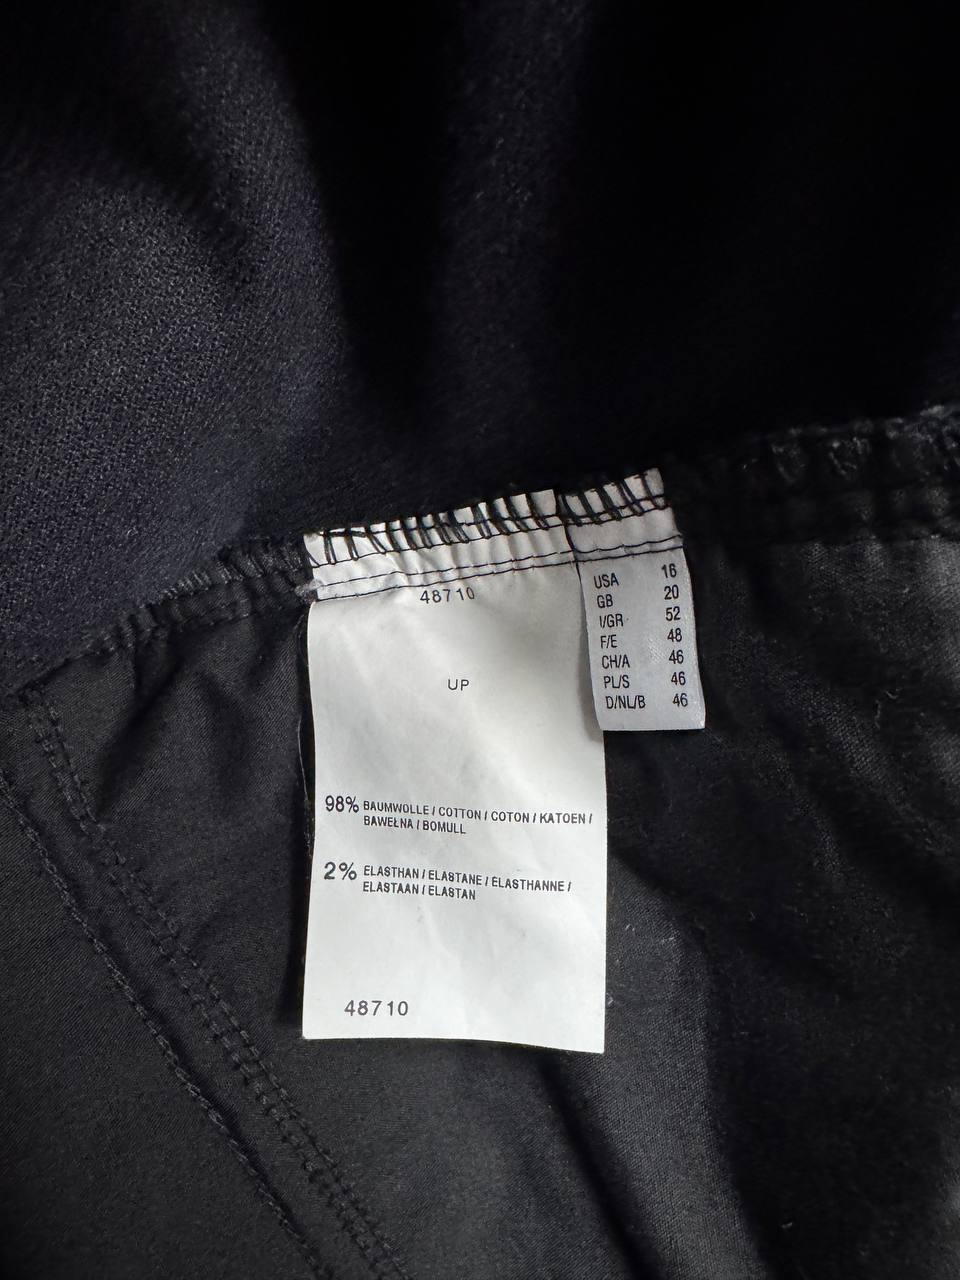 48710
UP
98% BAUMWOLLE / COTTON / COTON / KATOEN /
BAWEŁNA / BOMULL
2% ELASTHAN / ELASTANE / ÉLASTHANNE /
ELASTAAN / ELASTAN
48710
USA 16
GB 20
I/GR 52
F/E 48
CH/A 46
PL/S 46
D/NL/B 46